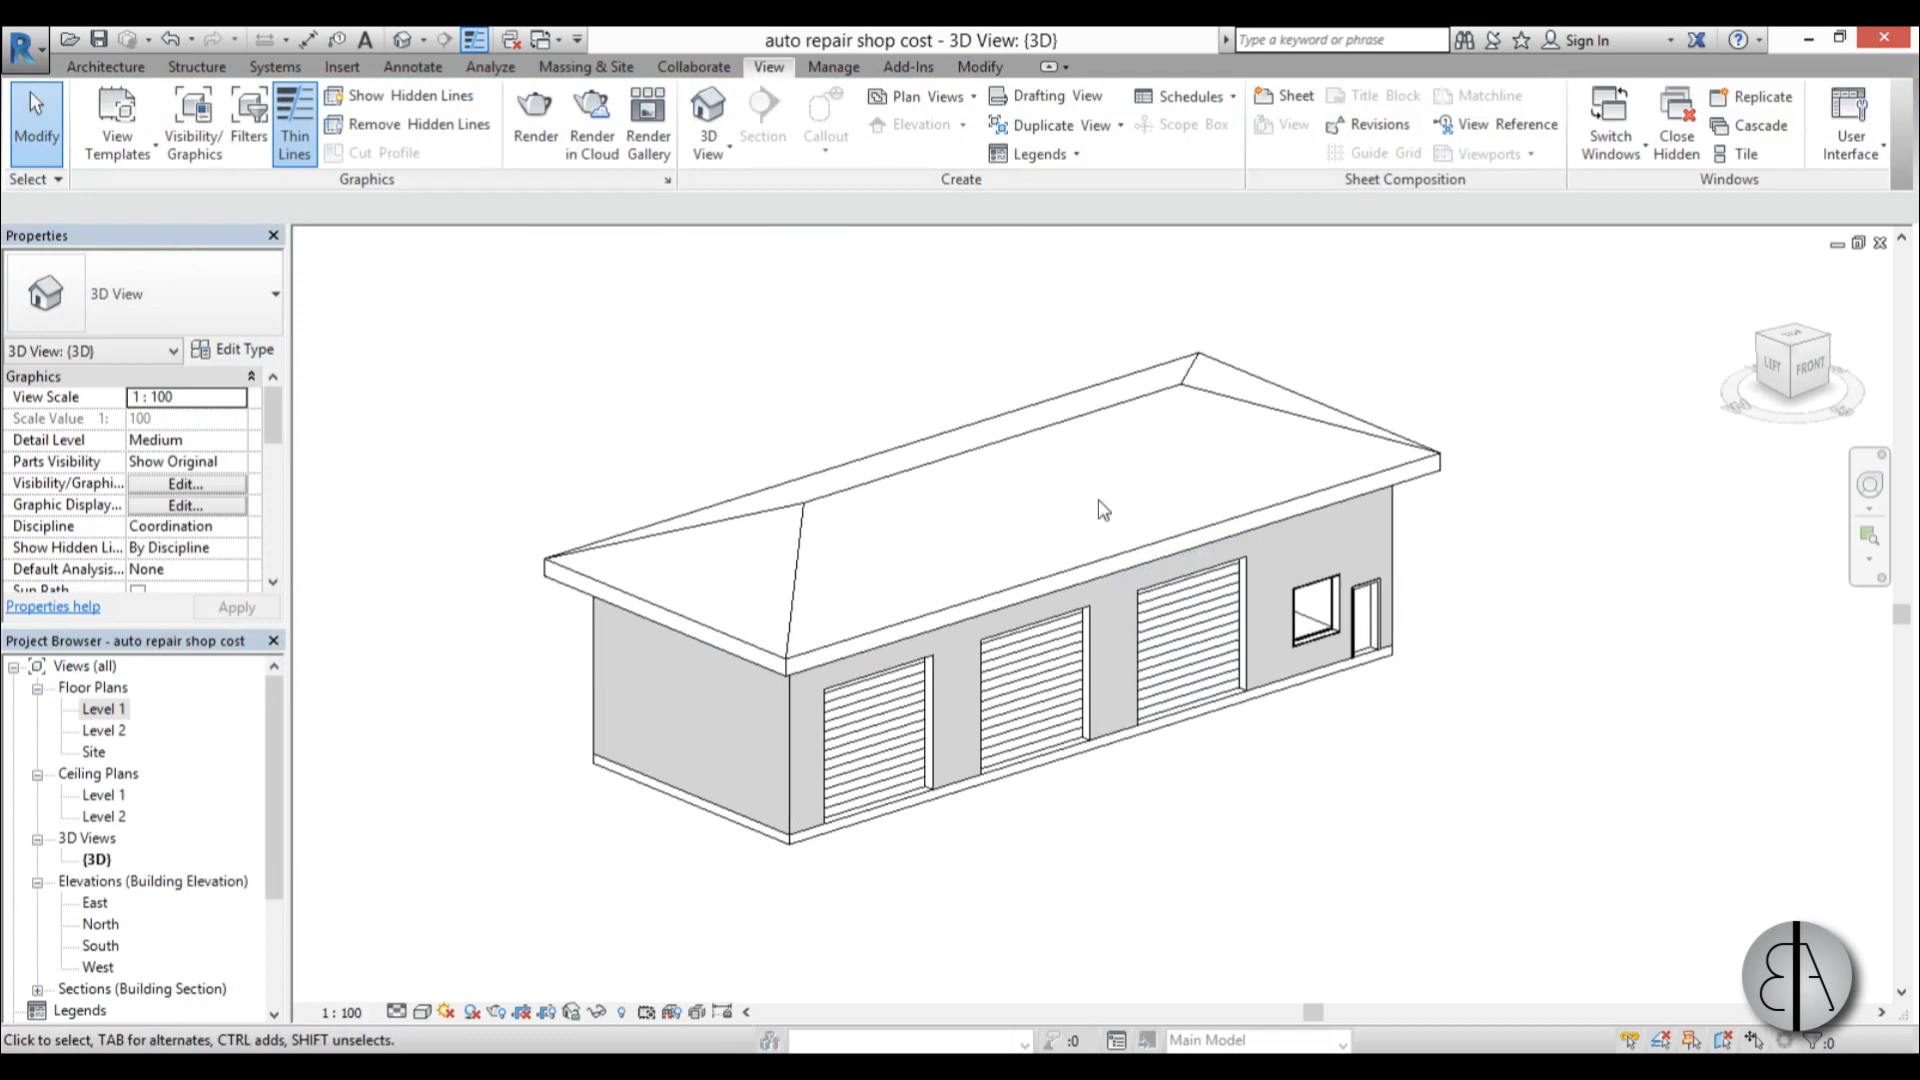 auto repair shop cost - 3D View: {3D}
Type a keyword or phrase
Sign In
Architecture Structure Systems Insert Annotate Analyze Massing & Site Collaborate View Manage Add-Ins Modify
Modify
View Templates
Visibility/ Graphics
Filters
Thin Lines
Show Hidden Lines
Remove Hidden Lines
Cut Profile
Render
Render in Cloud
Render Gallery
3D View
Section
Callout
Plan Views
Elevation
Drafting View
Duplicate View
Legends
Schedules
Scope Box
Sheet
View
Title Block
Revisions
Guide Grid
Matchline
View Reference
Viewports
Switch Windows
Close Hidden
Replicate
Cascade
Tile
User Interface
Select
Graphics
Create
Sheet Composition
Windows
Properties
3D View
3D View: {3D}
Edit Type
Graphics
View Scale 1 : 100
Scale Value 1: 100
Detail Level Medium
Parts Visibility Show Original
Visibility/Graphi... Edit...
Graphic Display... Edit...
Discipline Coordination
Show Hidden Li... By Discipline
Default Analysis... None
Sun Path
Properties help
Apply
Project Browser - auto repair shop cost
Views (all)
Floor Plans
Level 1
Level 2
Site
Ceiling Plans
Level 1
Level 2
3D Views
{3D}
Elevations (Building Elevation)
East
North
South
West
Sections (Building Section)
Legends
LEFT
FRONT
1 : 100
Click to select, TAB for alternates, CTRL adds, SHIFT unselects.
:0
Main Model
:0